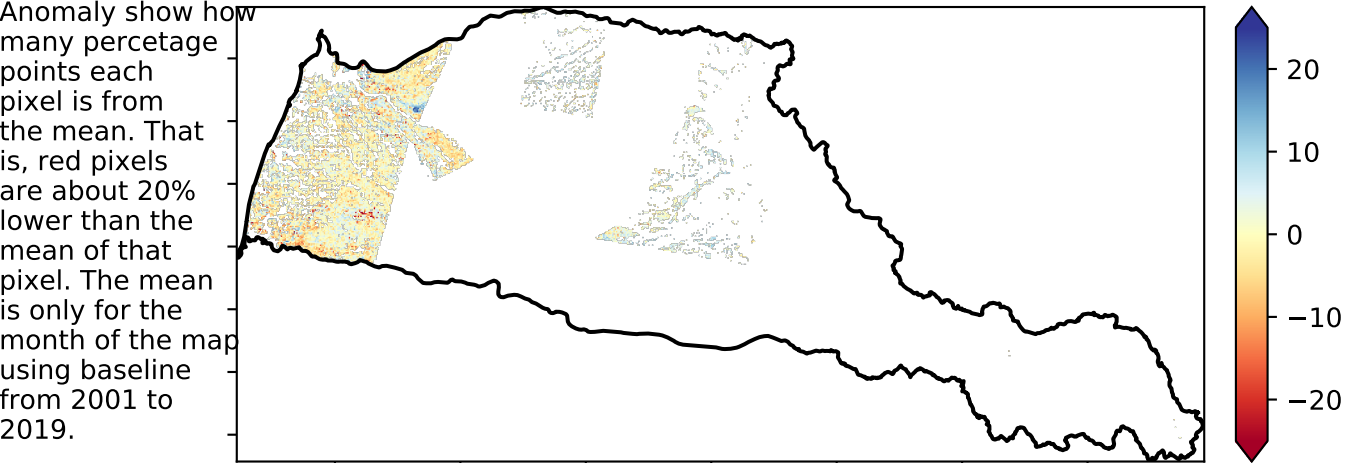 Anomaly show how
many percetage
points each
pixel is from
the mean. That
is, red pixels
are about 20%
lower than the
mean of that
pixel. The mean
is only for the
month of the map
using baseline
from 2001 to
2019.
20
10
0
−10
−20